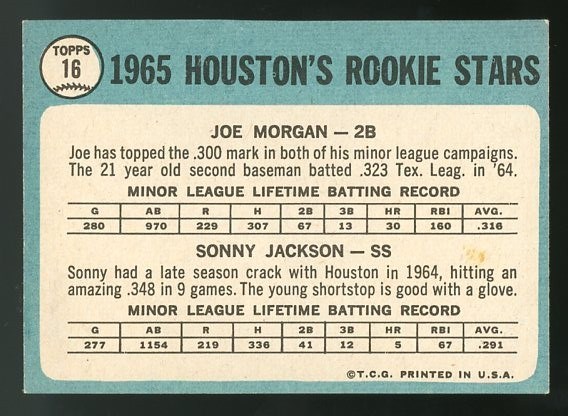 TOPPS
16
1965 HOUSTON'S ROOKIE STARS
JOE MORGAN — 2B
Joe has topped the .300 mark in both of his minor league campaigns.
The 21 year old second baseman batted .323 Tex. Leag. in '64.
MINOR LEAGUE LIFETIME BATTING RECORD
G AB R H 2B 3B HR RBI AVG.
280 970 229 307 67 13 30 160 .316
SONNY JACKSON — SS
Sonny had a late season crack with Houston in 1964, hitting an
amazing .348 in 9 games. The young shortstop is good with a glove.
MINOR LEAGUE LIFETIME BATTING RECORD
G AB R H 2B 3B HR RBI AVG.
277 1154 219 336 41 12 5 67 .291
©T.C.G. PRINTED IN U.S.A.